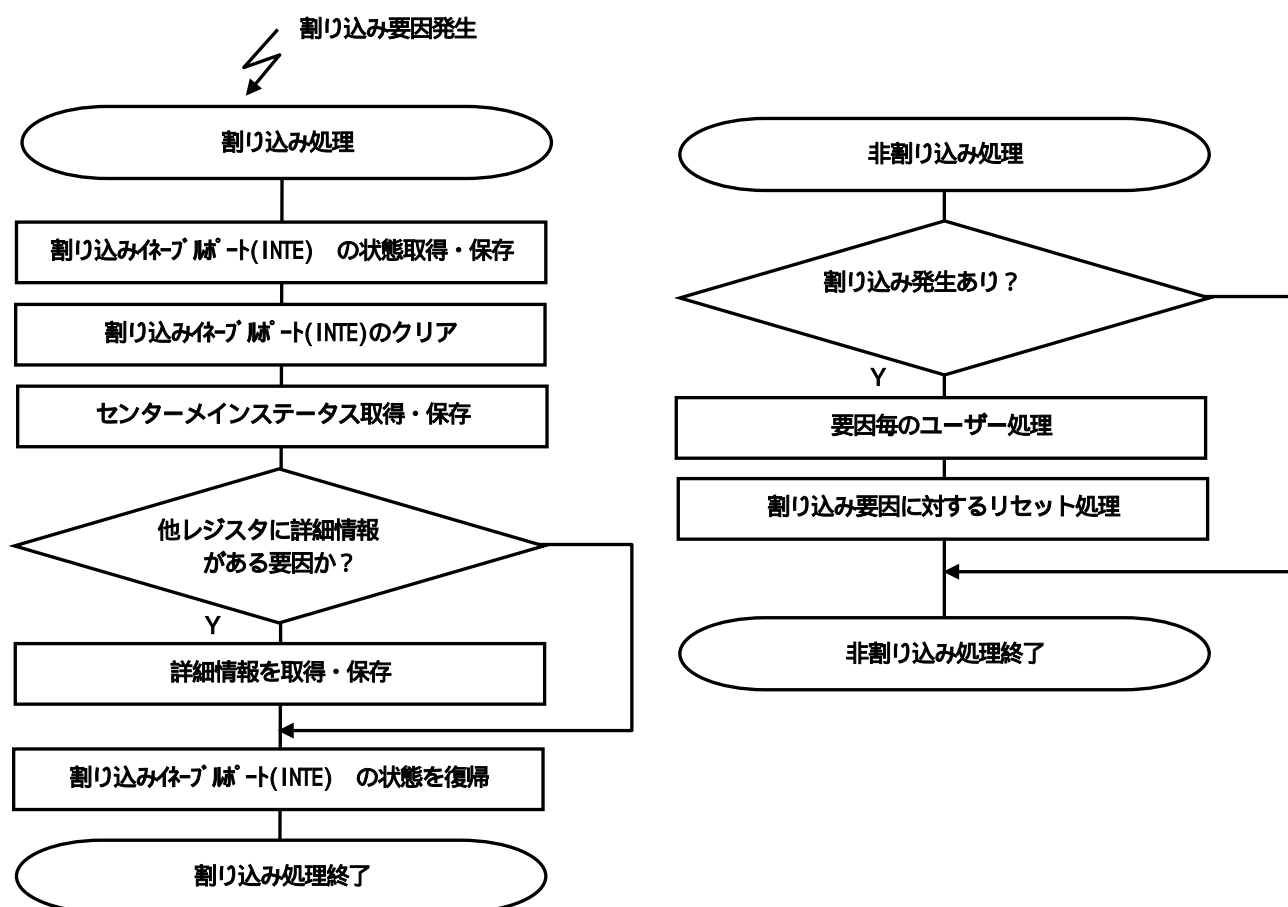 割り込み要因発生
割り込み処理
割り込みｲﾈｰﾌﾞﾙﾎﾟｰﾄ(INTE) の状態取得・保存
割り込みｲﾈｰﾌﾞﾙﾎﾟｰﾄ(INTE)のクリア
センターメインステータス取得・保存
他レジスタに詳細情報
がある要因か？
Y
詳細情報を取得・保存
割り込みｲﾈｰﾌﾞﾙﾎﾟｰﾄ(INTE) の状態を復帰
割り込み処理終了
非割り込み処理
割り込み発生あり？
Y
要因毎のユーザー処理
割り込み要因に対するリセット処理
非割り込み処理終了